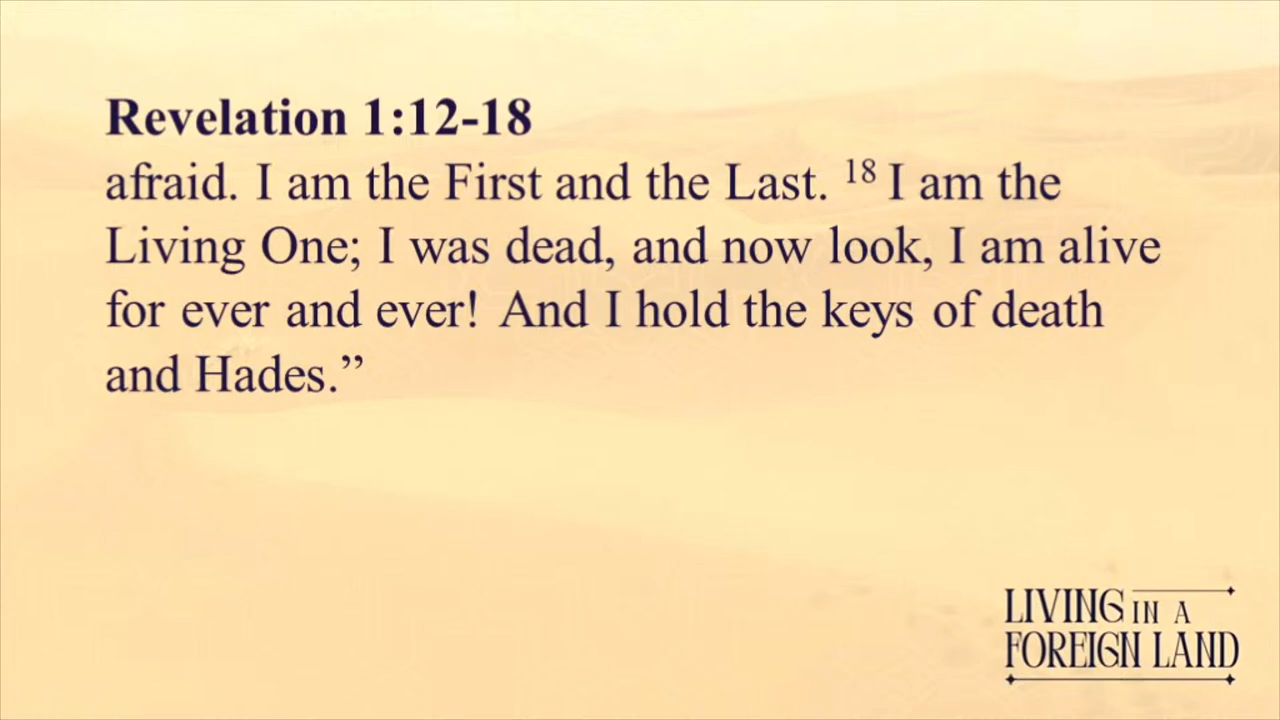 Revelation 1:12-18
afraid. I am the First and the Last. 18 I am the
Living One; I was dead, and now look, I am alive
for ever and ever! And I hold the keys of death
and Hades.”
LIVING IN A
FOREIGN LAND